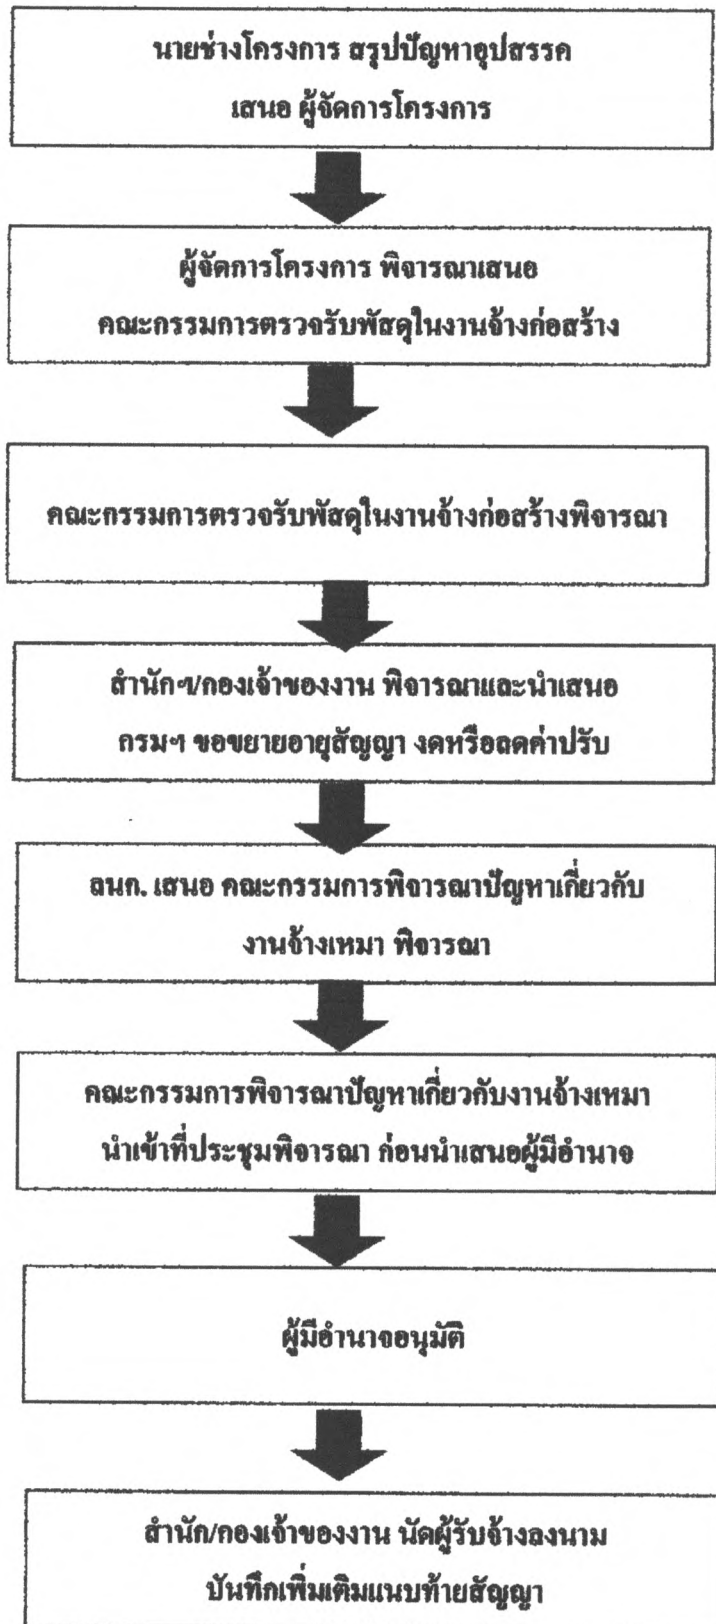 นายช่างโครงการ สรุปปัญหาอุปสรรค
เสนอ ผู้จัดการโครงการ
ผู้จัดการโครงการ พิจารณาเสนอ
คณะกรรมการตรวจรับพัสดุในงานจ้างก่อสร้าง
คณะกรรมการตรวจรับพัสดุในงานจ้างก่อสร้างพิจารณา
สำนักฯ/กองเจ้าของงาน พิจารณาและนำเสนอ
กรมฯ ขอขยายอายุสัญญา งดหรือลดค่าปรับ
ลนก. เสนอ คณะกรรมการพิจารณาปัญหาเกี่ยวกับ
งานจ้างเหมา พิจารณา
คณะกรรมการพิจารณาปัญหาเกี่ยวกับงานจ้างเหมา
นำเข้าที่ประชุมพิจารณา ก่อนนำเสนอผู้มีอำนาจ
ผู้มีอำนาจอนุมัติ
สำนัก/กองเจ้าของงาน นัดผู้รับจ้างลงนาม
บันทึกเพิ่มเติมแนบท้ายสัญญา